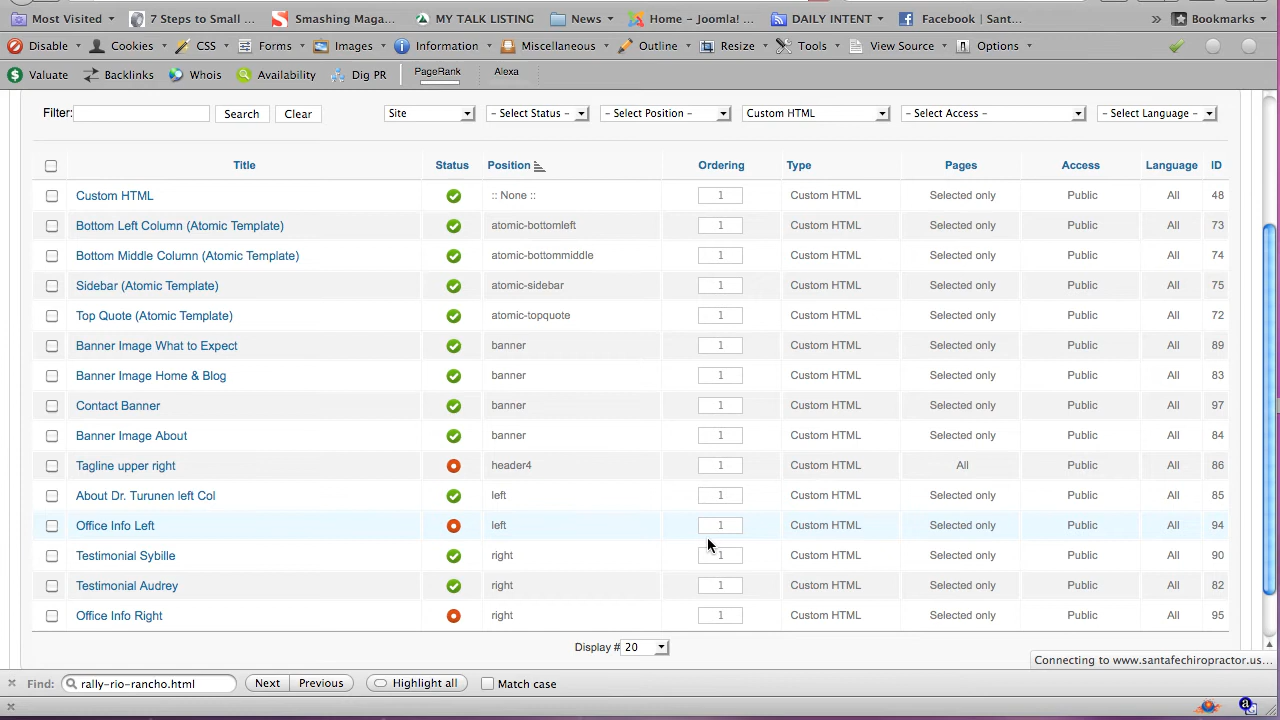 Most Visited 7 Steps to Small ... Smashing Maga... MY TALK LISTING News Home – Joomla! ... DAILY INTENT Facebook | Sant... » Bookmarks
Disable Cookies CSS Forms Images Information Miscellaneous Outline Resize Tools View Source Options
Valuate Backlinks Whois Availability Dig PR PageRank Alexa
Filter: Search Clear Site - Select Status - - Select Position - Custom HTML - Select Access - - Select Language -
Title Status Position Ordering Type Pages Access Language ID
Custom HTML :: None :: 1 Custom HTML Selected only Public All 48
Bottom Left Column (Atomic Template) atomic-bottomleft 1 Custom HTML Selected only Public All 73
Bottom Middle Column (Atomic Template) atomic-bottommiddle 1 Custom HTML Selected only Public All 74
Sidebar (Atomic Template) atomic-sidebar 1 Custom HTML Selected only Public All 75
Top Quote (Atomic Template) atomic-topquote 1 Custom HTML Selected only Public All 72
Banner Image What to Expect banner 1 Custom HTML Selected only Public All 89
Banner Image Home & Blog banner 1 Custom HTML Selected only Public All 83
Contact Banner banner 1 Custom HTML Selected only Public All 97
Banner Image About banner 1 Custom HTML Selected only Public All 84
Tagline upper right header4 1 Custom HTML All Public All 86
About Dr. Turunen left Col left 1 Custom HTML Selected only Public All 85
Office Info Left left 1 Custom HTML Selected only Public All 94
Testimonial Sybille right 1 Custom HTML Selected only Public All 90
Testimonial Audrey right 1 Custom HTML Selected only Public All 82
Office Info Right right 1 Custom HTML Selected only Public All 95
Display # 20
Connecting to www.santafechiropractor.us...
Find: rally-rio-rancho.html Next Previous Highlight all Match case